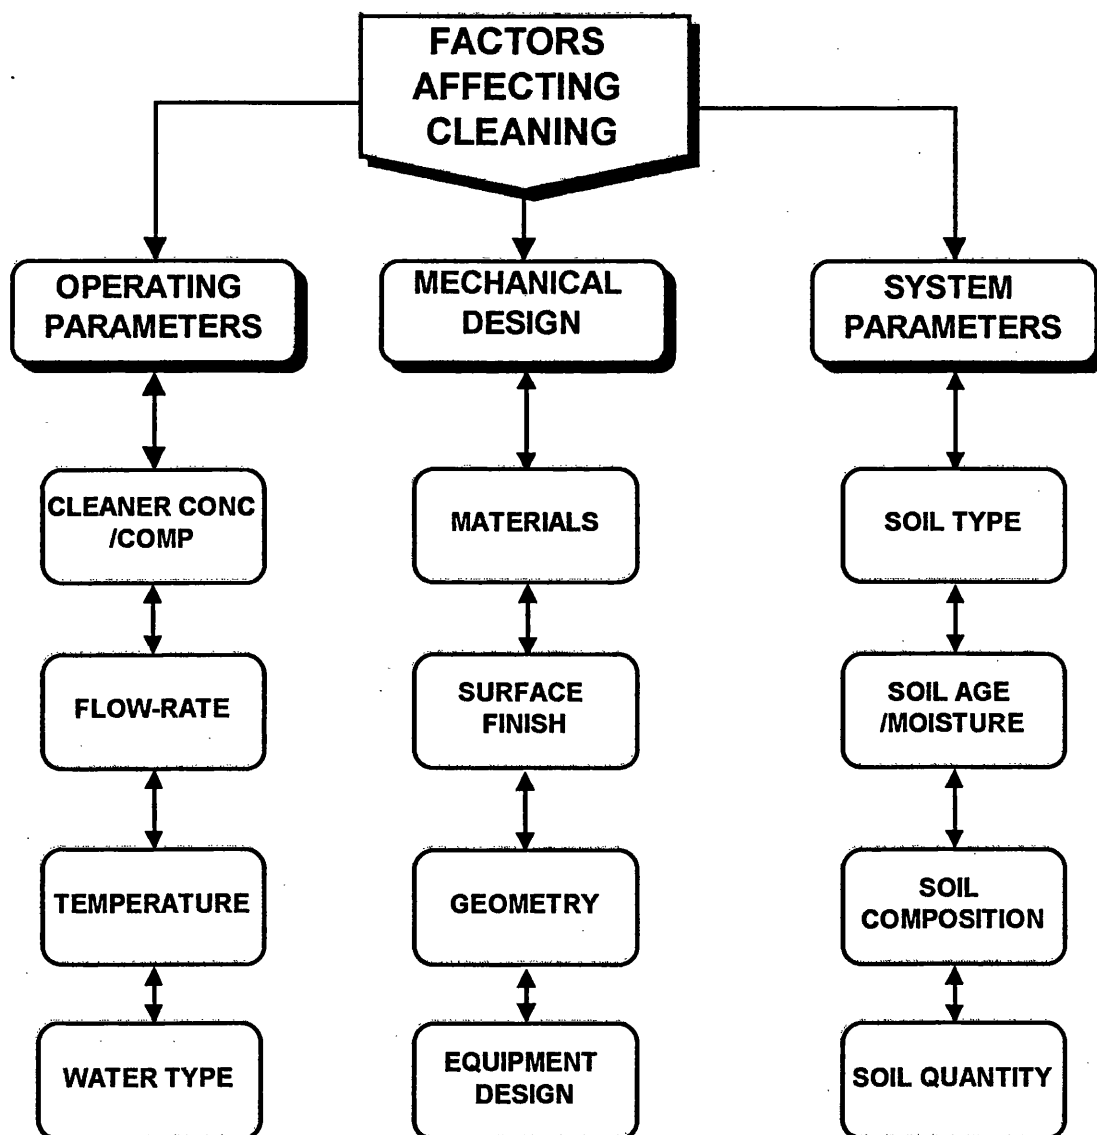 FACTORS
AFFECTING
CLEANING
OPERATING
PARAMETERS
MECHANICAL
DESIGN
SYSTEM
PARAMETERS
CLEANER CONC
/COMP
MATERIALS
SOIL TYPE
FLOW-RATE
SURFACE
FINISH
SOIL AGE
/MOISTURE
TEMPERATURE
GEOMETRY
SOIL
COMPOSITION
WATER TYPE
EQUIPMENT
DESIGN
SOIL QUANTITY